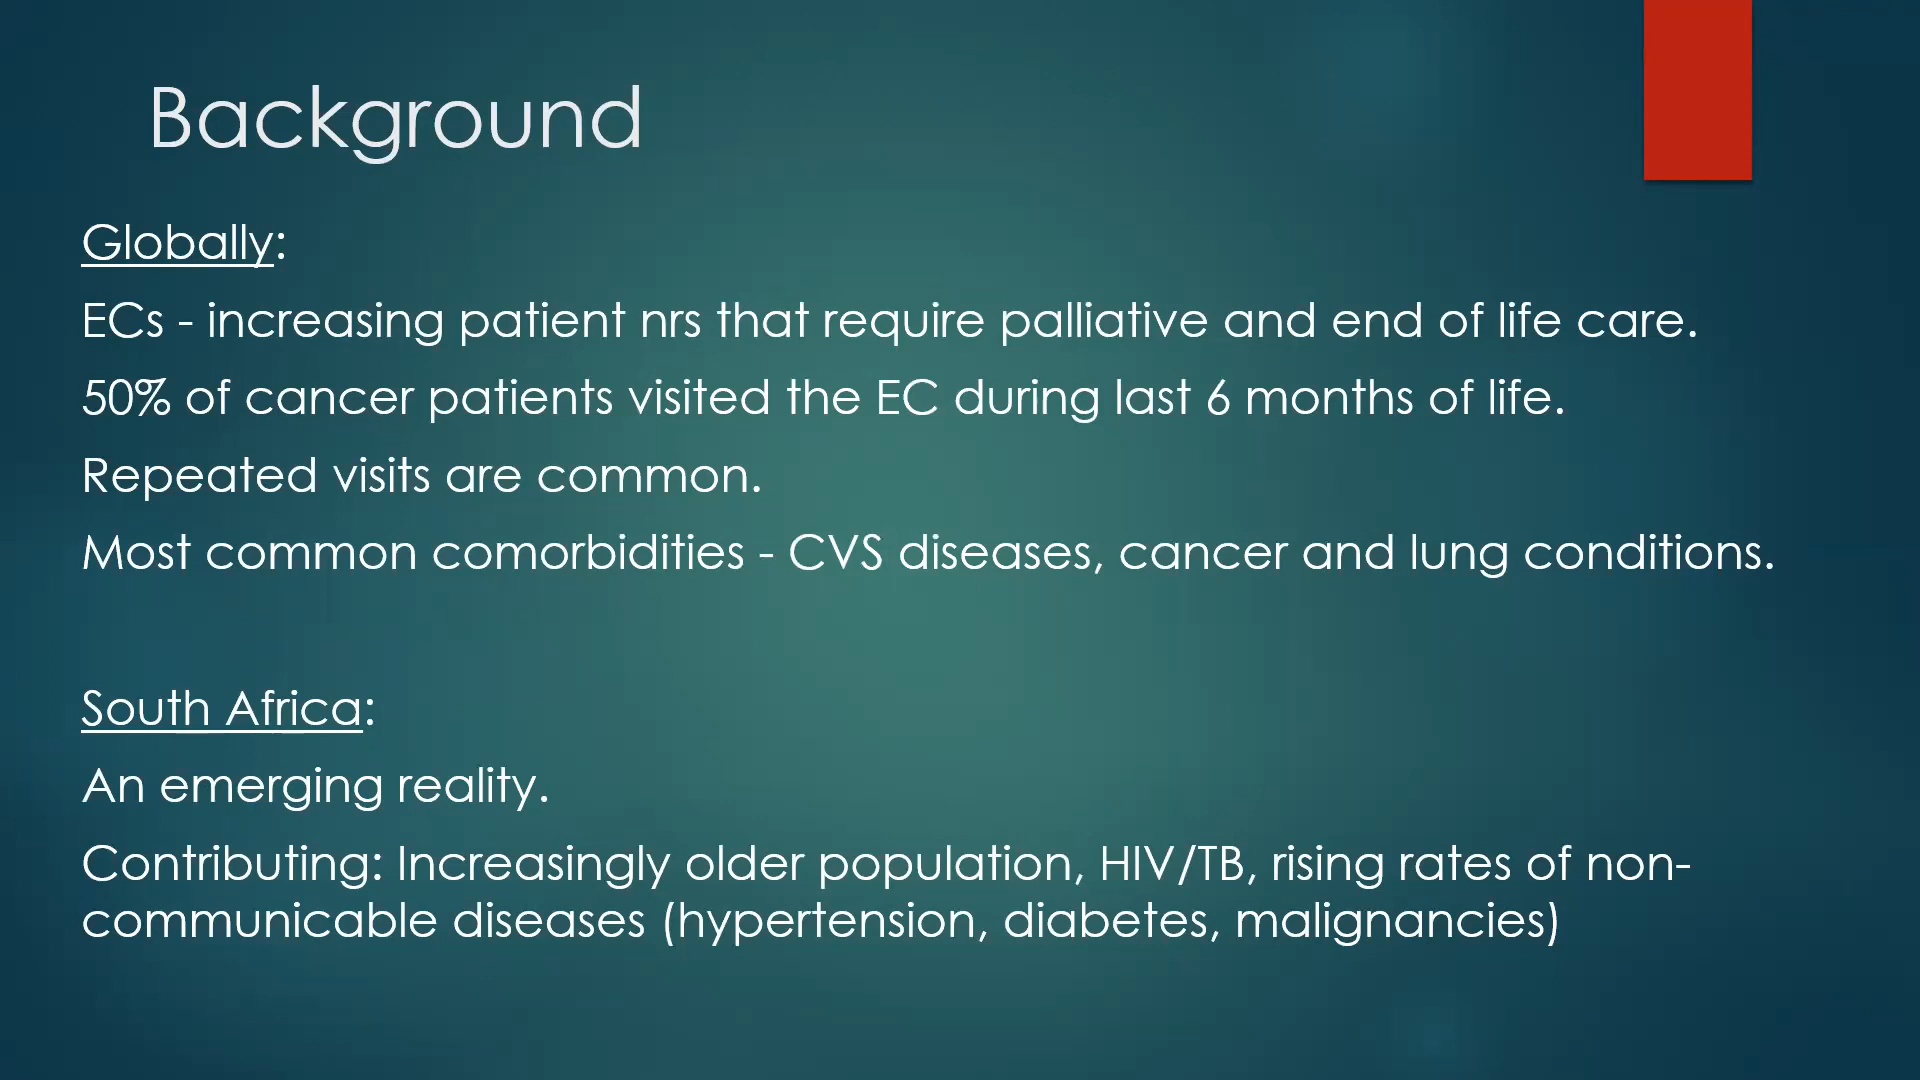 Background
Globally:
ECs - increasing patient nrs that require palliative and end of life care.
50% of cancer patients visited the EC during last 6 months of life.
Repeated visits are common.
Most common comorbidities - CVS diseases, cancer and lung conditions.
South Africa:
An emerging reality.
Contributing: Increasingly older population, HIV/TB, rising rates of non-
communicable diseases (hypertension, diabetes, malignancies)